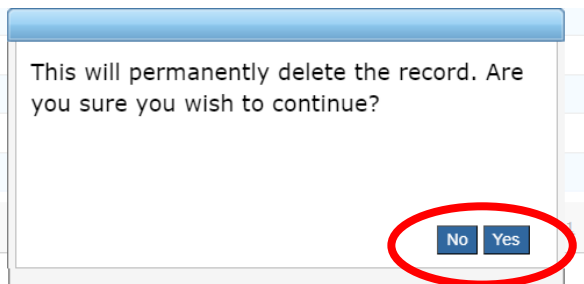 This will permanently delete the record. Are
you sure you wish to continue?
No Yes